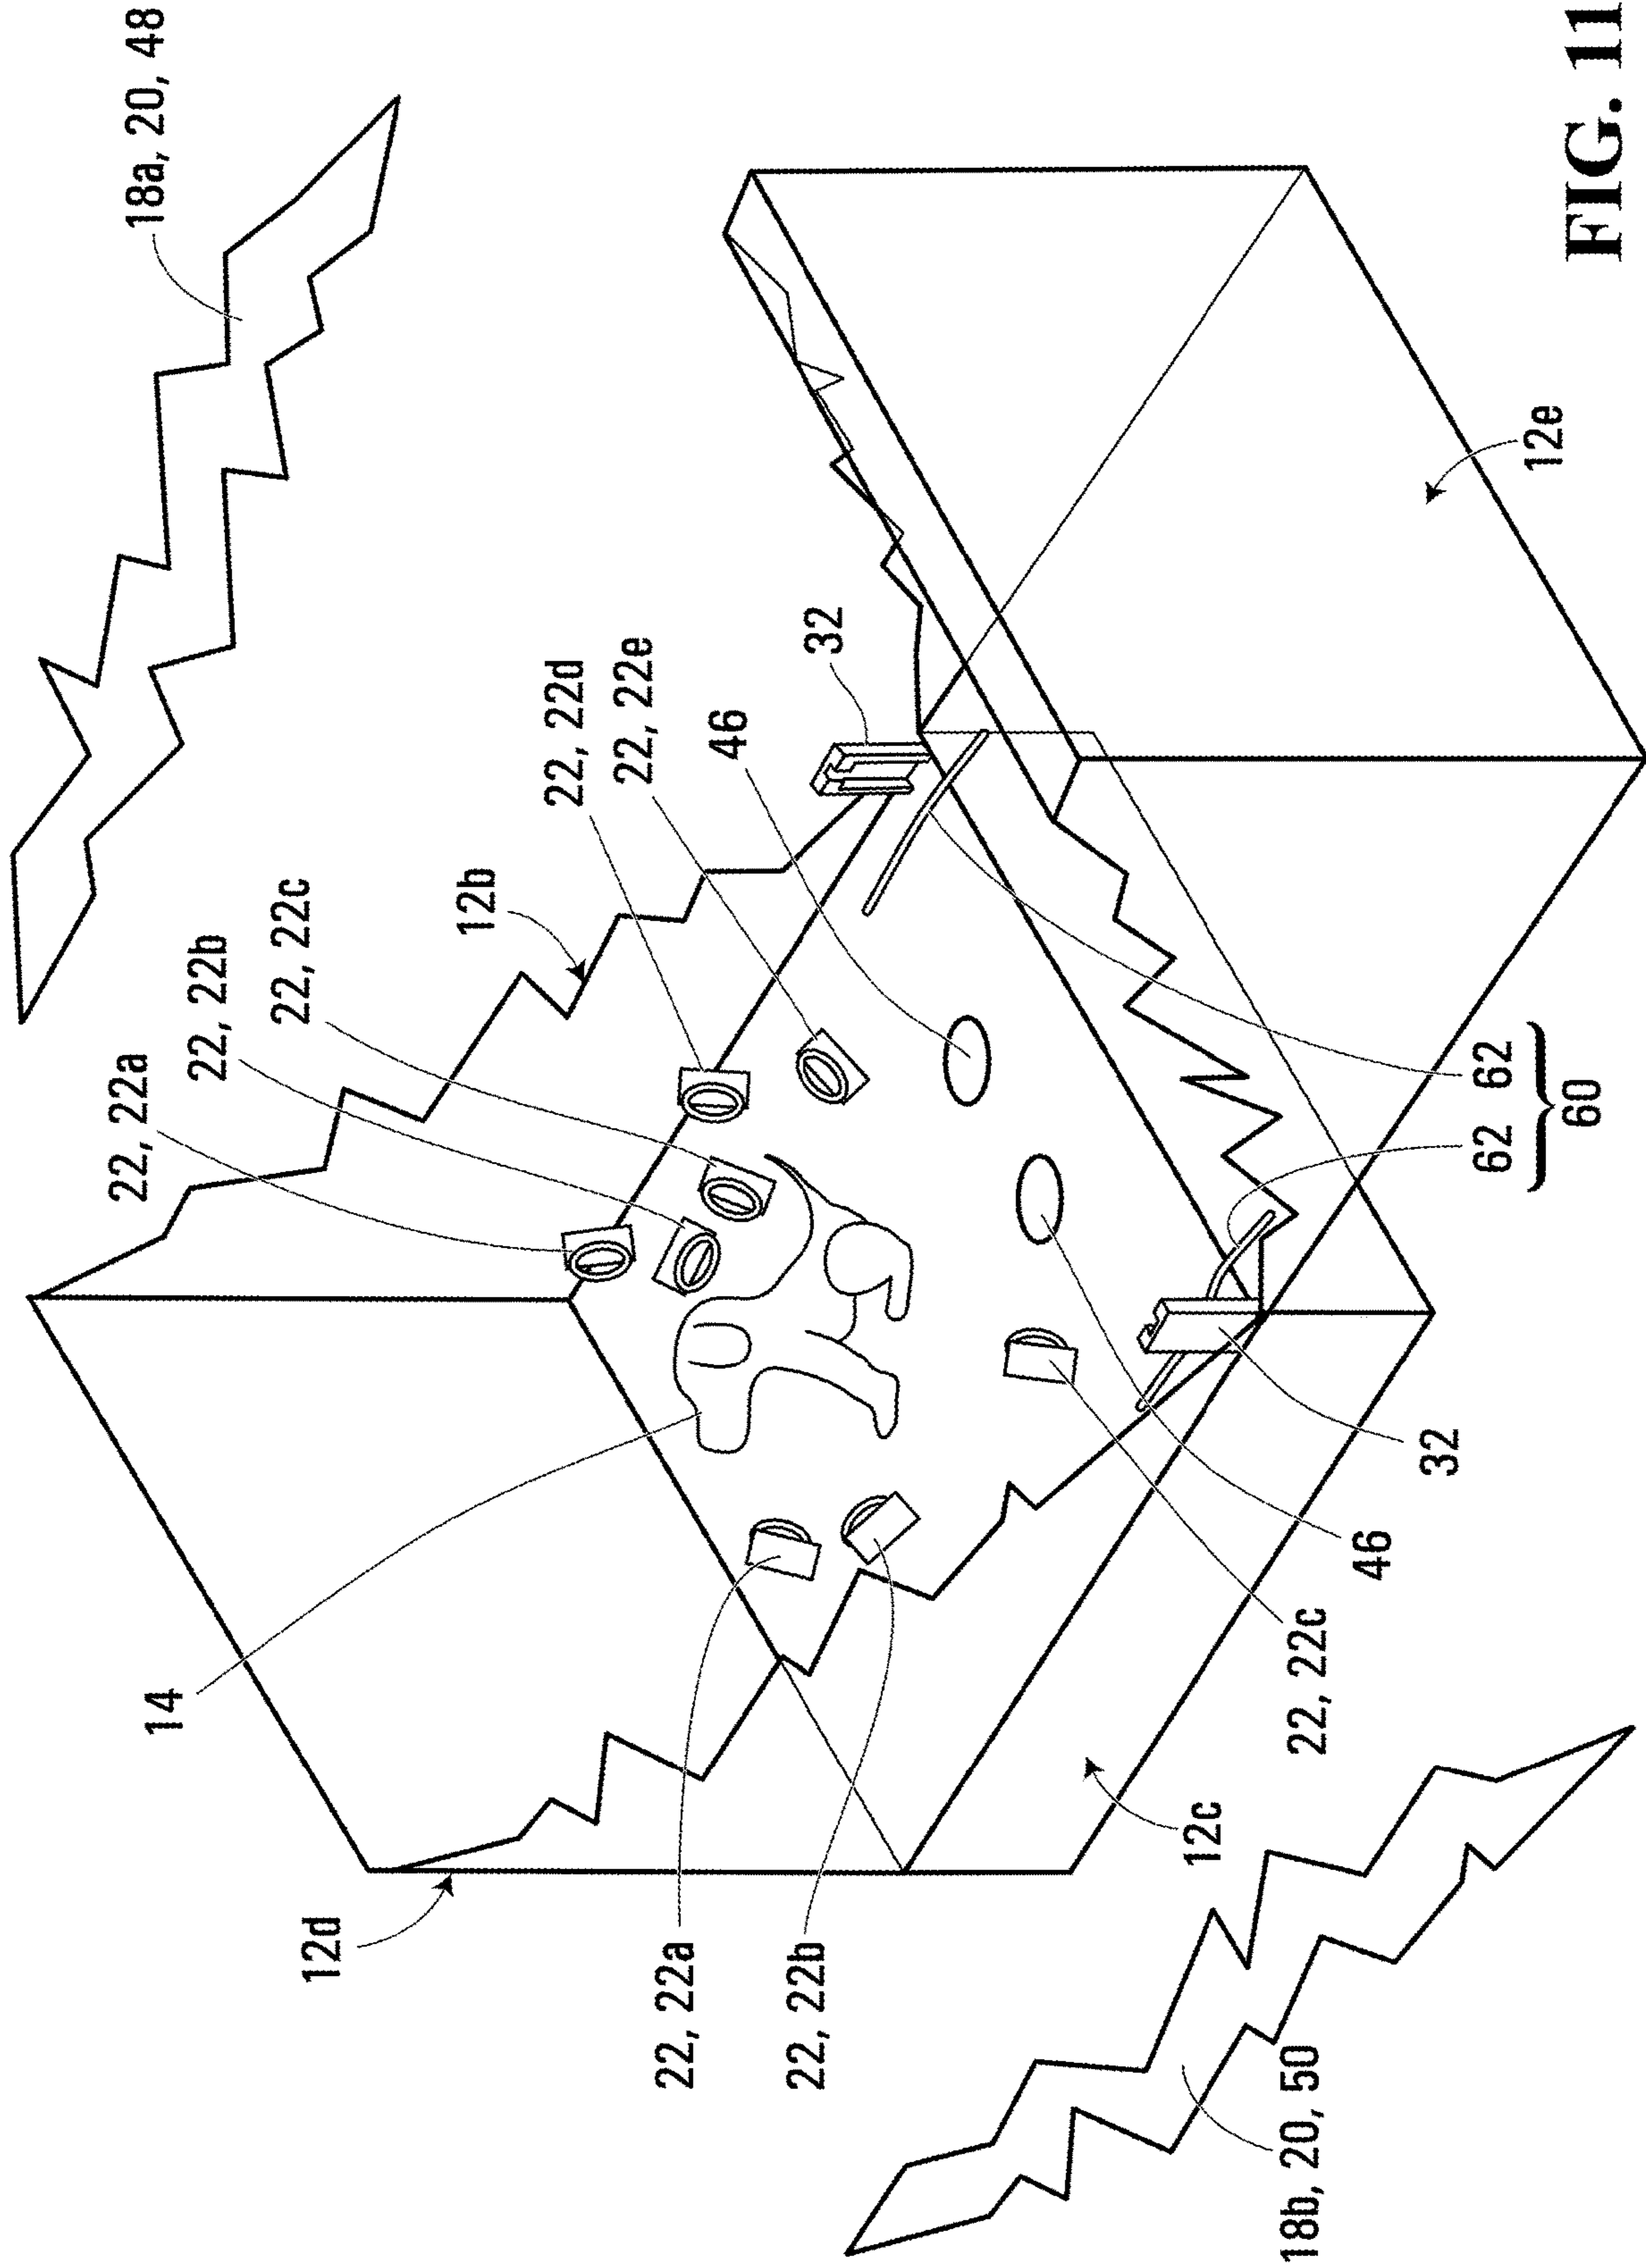 22, 22a
18a, 20, 48
14
22, 22b
22, 22c
12d
12b
22, 22d
22, 22e
22, 22a
46
22, 22b
32
12c
18b, 20, 50
22, 22c
46
32
62 62
12e
60
FIG. 11